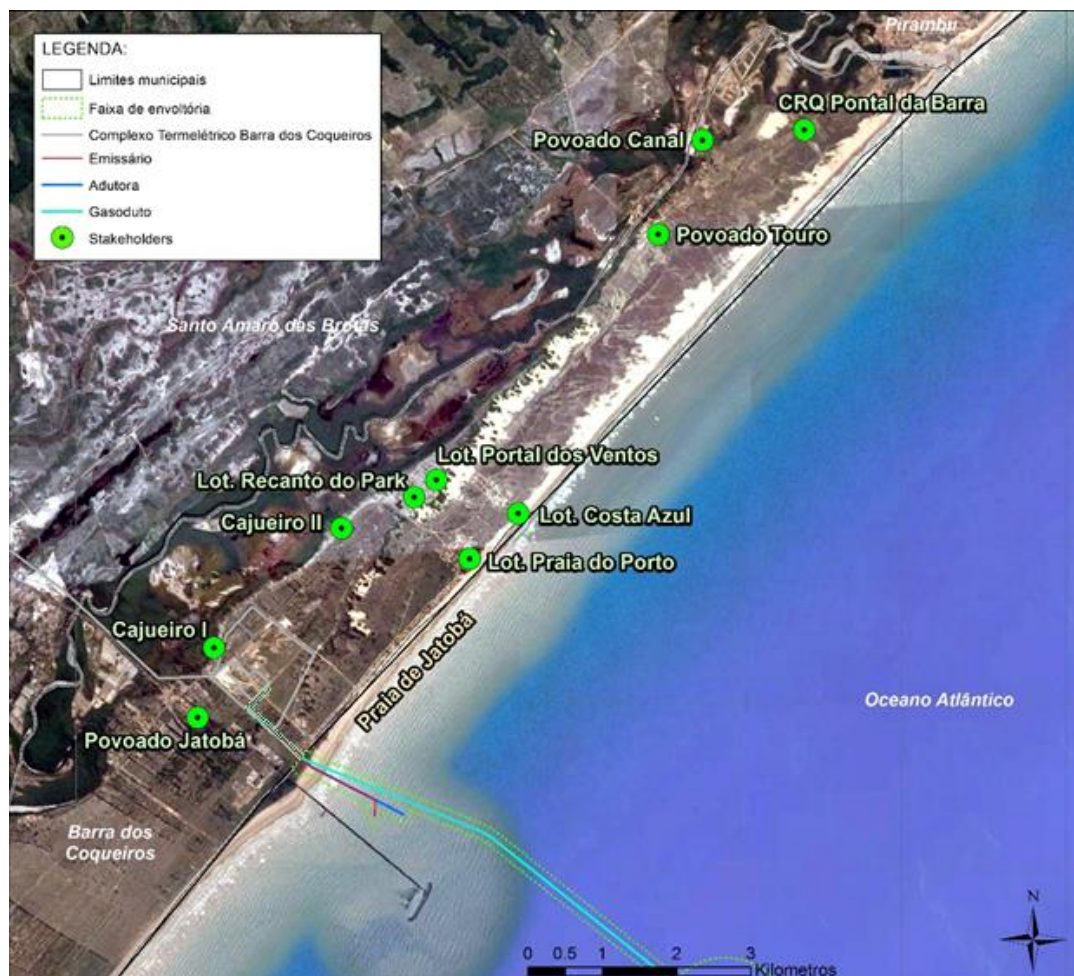 LEGENDA:
Limites municipais
Faixa de envoltória
Complexo Termelétrico Barra dos Coqueiros
Emissário
Adutora
Gasoduto
Stakeholders
Pirambu
CRQ Pontal da Barra
Povoado Canal
Povoado Touro
Santo Amaro das Brotas
Lot. Portal dos Ventos
Lot. Recanto do Park
Cajueiro II
Lot. Costa Azul
Lot. Praia do Porto
Cajueiro I
Praia de Jatobá
Oceano Atlântico
Povoado Jatobá
Barra dos
Coqueiros
N
0 0.5 1 2 3
Kilometros